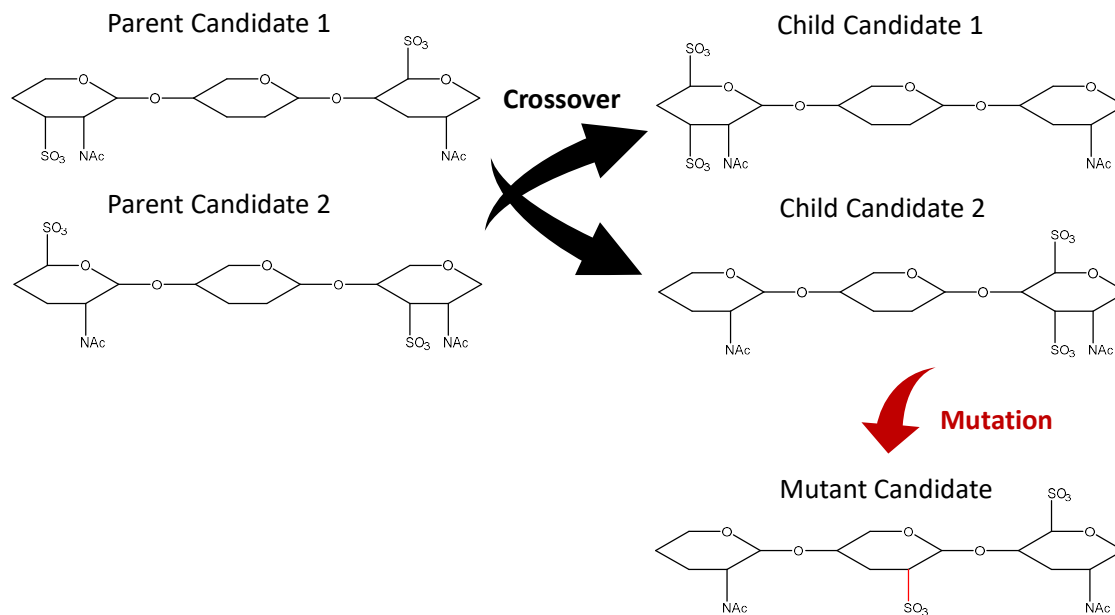 Parent Candidate 1
SO₃
O
O
O
O
O
SO₃
NAc
NAc
Parent Candidate 2
SO₃
O
O
O
O
O
NAc
SO₃
NAc
Crossover
Child Candidate 1
SO₃
O
O
O
O
O
SO₃
NAc
NAc
Child Candidate 2
SO₃
O
O
O
O
O
NAc
SO₃
NAc
Mutation
Mutant Candidate
SO₃
O
O
O
O
O
NAc
SO₃
NAc